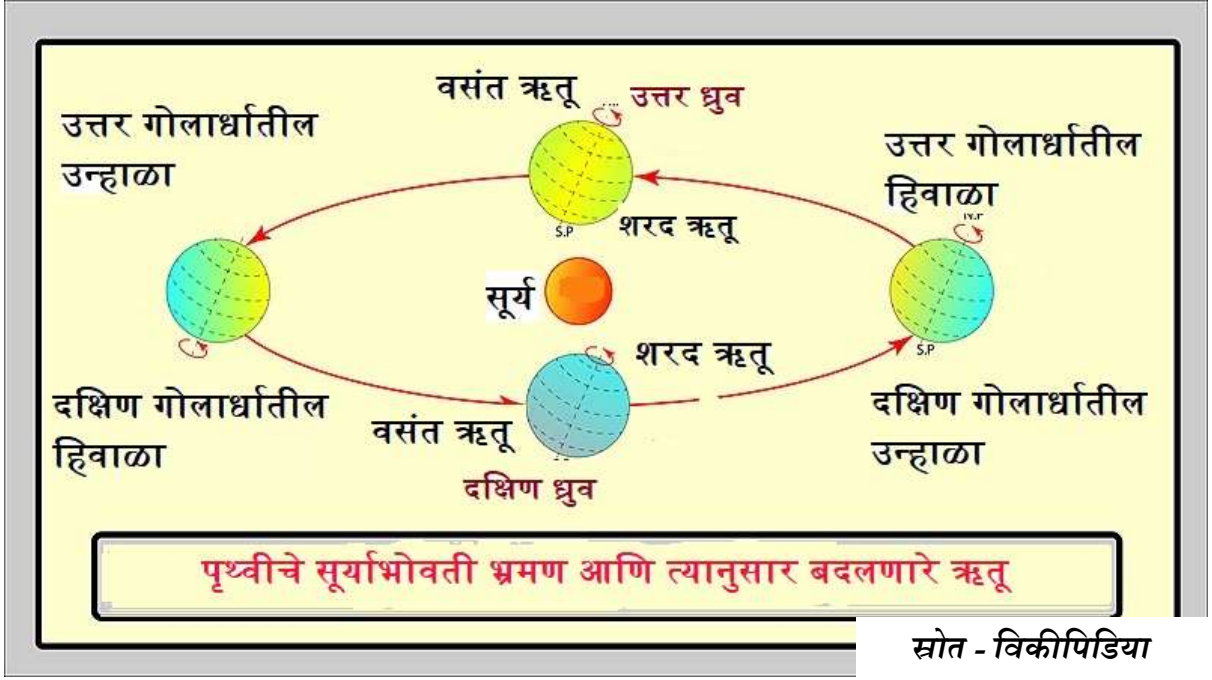 वसंत ऋतू
उत्तर ध्रुव
उत्तर गोलार्धातील
उन्हाळा
उत्तर गोलार्धातील
हिवाळा
S.P
शरद ऋतू
सूर्य
शरद ऋतू
S.P
दक्षिण गोलार्धातील
हिवाळा
वसंत ऋतू
दक्षिण गोलार्धातील
उन्हाळा
दक्षिण ध्रुव
पृथ्वीचे सूर्याभोवती भ्रमण आणि त्यानुसार बदलणारे ऋतू
स्रोत - विकीपिडिया